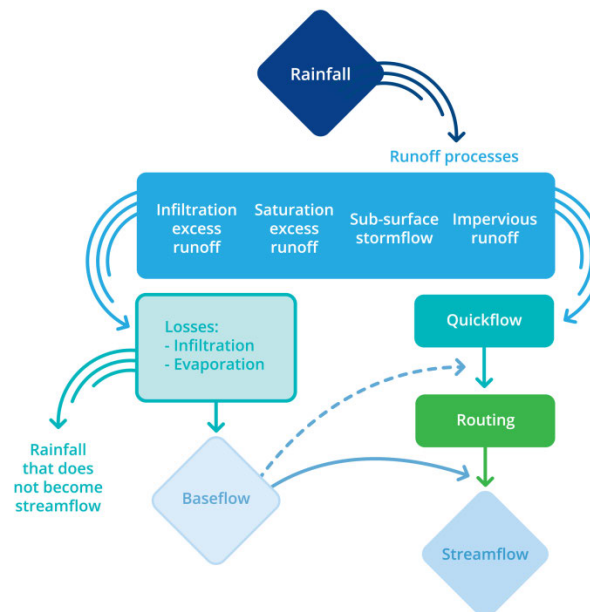 Rainfall
Runoff processes
Infiltration
excess
runoff
Saturation
excess
runoff
Sub-surface
stormflow
Impervious
runoff
Losses:
- Infiltration
- Evaporation
Quickflow
Routing
Rainfall
that does
not become
streamflow
Baseflow
Streamflow